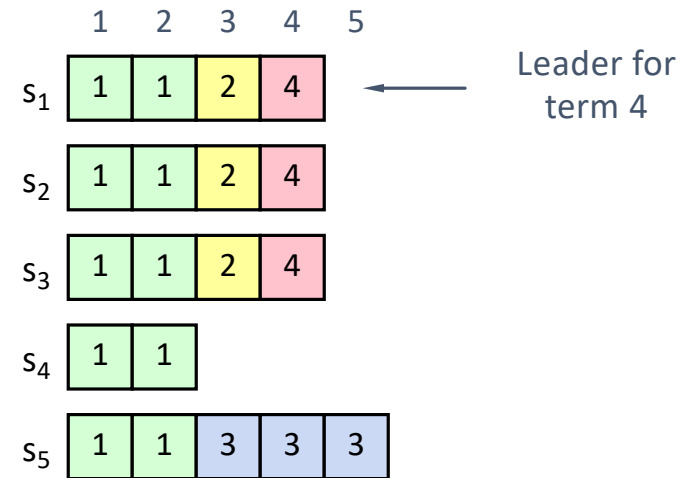 1 2 3 4 5
s1 1 1 2 4
Leader for
term 4
s2 1 1 2 4
s3 1 1 2 4
s4 1 1
s5 1 1 3 3 3